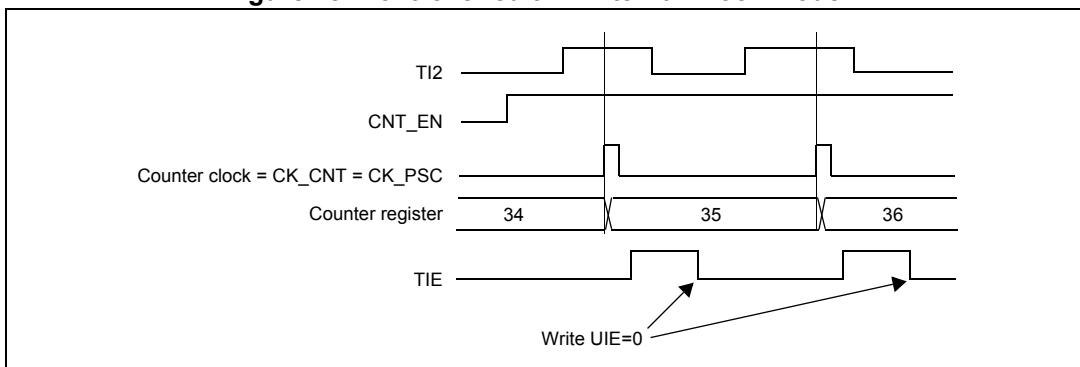 TI2
CNT_EN
Counter clock = CK_CNT = CK_PSC
Counter register 34 35 36
TIE
Write UIE=0